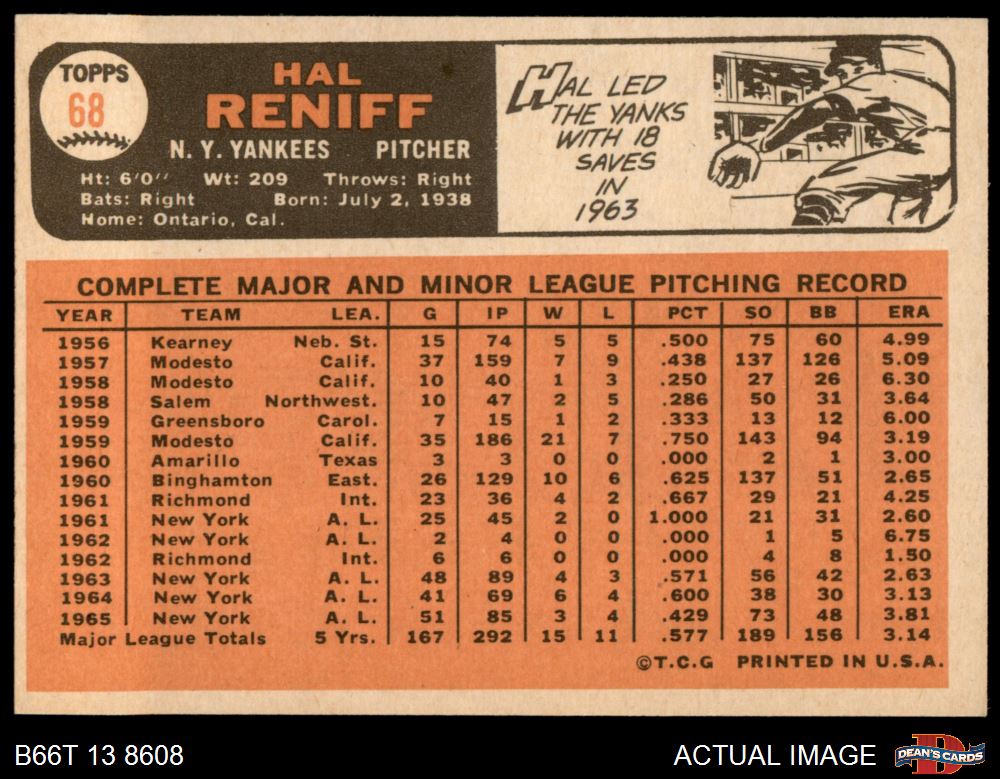 TOPPS
68
HAL
RENIFF
N. Y. YANKEES PITCHER
Ht: 6'0" Wt: 209 Throws: Right
Bats: Right Born: July 2, 1938
Home: Ontario, Cal.
HAL LED
THE YANKS
WITH 18
SAVES
IN
1963
COMPLETE MAJOR AND MINOR LEAGUE PITCHING RECORD
YEAR TEAM LEA. G IP W L PCT SO BB ERA
1956 Kearney Neb. St. 15 74 5 5 .500 75 60 4.99
1957 Modesto Calif. 37 159 7 9 .438 137 126 5.09
1958 Modesto Calif. 10 40 1 3 .250 27 26 6.30
1958 Salem Northwest. 10 47 2 5 .286 50 31 3.64
1959 Greensboro Carol. 7 15 1 2 .333 13 12 6.00
1959 Modesto Calif. 35 186 21 7 .750 143 94 3.19
1960 Amarillo Texas 3 3 0 0 .000 2 1 3.00
1960 Binghamton East. 26 129 10 6 .625 137 51 2.65
1961 Richmond Int. 23 36 4 2 .667 29 21 4.25
1961 New York A. L. 25 45 2 0 1.000 21 31 2.60
1962 New York A. L. 2 4 0 0 .000 1 5 6.75
1962 Richmond Int. 6 6 0 0 .000 4 8 1.50
1963 New York A. L. 48 89 4 3 .571 56 42 2.63
1964 New York A. L. 41 69 6 4 .600 38 30 3.13
1965 New York A. L. 51 85 3 4 .429 73 48 3.81
Major League Totals 5 Yrs. 167 292 15 11 .577 189 156 3.14
©T.C.G PRINTED IN U.S.A.
B66T 13 8608 ACTUAL IMAGE DEAN'S CARDS